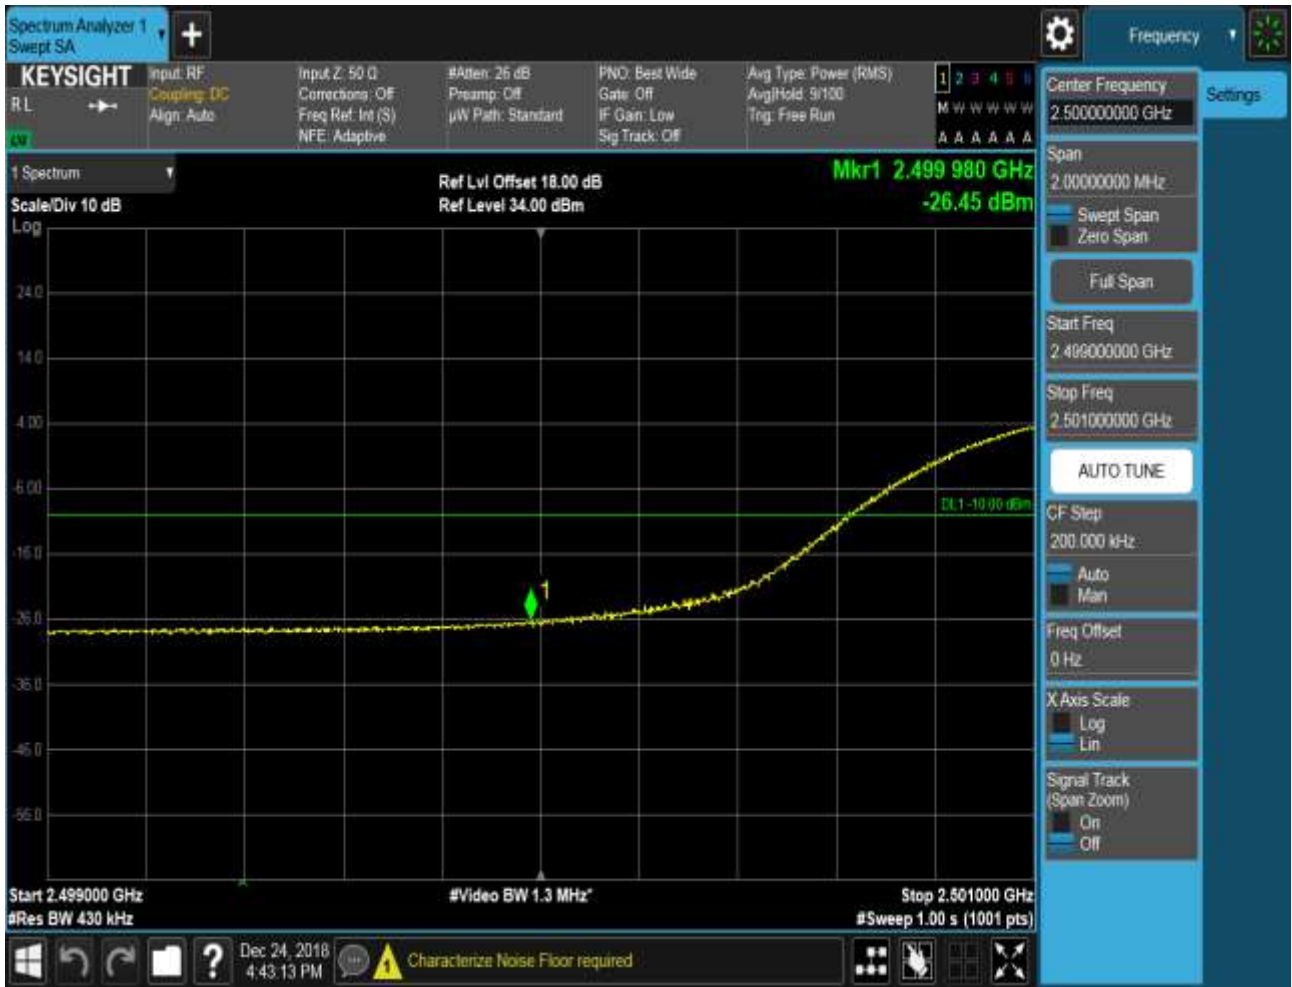 Spectrum Analyzer 1
Swept SA
+
Frequency
KEYSIGHT
RL
Input: RF
Coupling: DC
Align: Auto
Input Z: 50 Ω
Corrections: Off
Freq Ref: Int (S)
NFE: Adaptive
#Atten: 26 dB
Preamp: Off
µW Path: Standard
PNO: Best Wide
Gate: Off
IF Gain: Low
Sig Track: Off
Avg Type: Power (RMS)
Avg|Hold: 9/100
Trig: Free Run
1 2 3 4 5 6
M W W W W W
A A A A A A
1 Spectrum
Scale/Div 10 dB
Log
Ref Lvl Offset 18.00 dB
Ref Level 34.00 dBm
Mkr1 2.499 980 GHz
-26.45 dBm
24.0
14.0
4.00
-6.00
-16.0
-26.0
-36.0
-46.0
-56.0
DL1 -10.00 dBm
1
Start 2.499000 GHz
#Res BW 430 kHz
#Video BW 1.3 MHz*
Stop 2.501000 GHz
#Sweep 1.00 s (1001 pts)
Center Frequency
2.500000000 GHz
Settings
Span
2.00000000 MHz
Swept Span
Zero Span
Full Span
Start Freq
2.499000000 GHz
Stop Freq
2.501000000 GHz
AUTO TUNE
CF Step
200.000 kHz
Auto
Man
Freq Offset
0 Hz
X Axis Scale
Log
Lin
Signal Track
(Span Zoom)
On
Off
?
Dec 24, 2018
4:43:13 PM
1
Characterize Noise Floor required